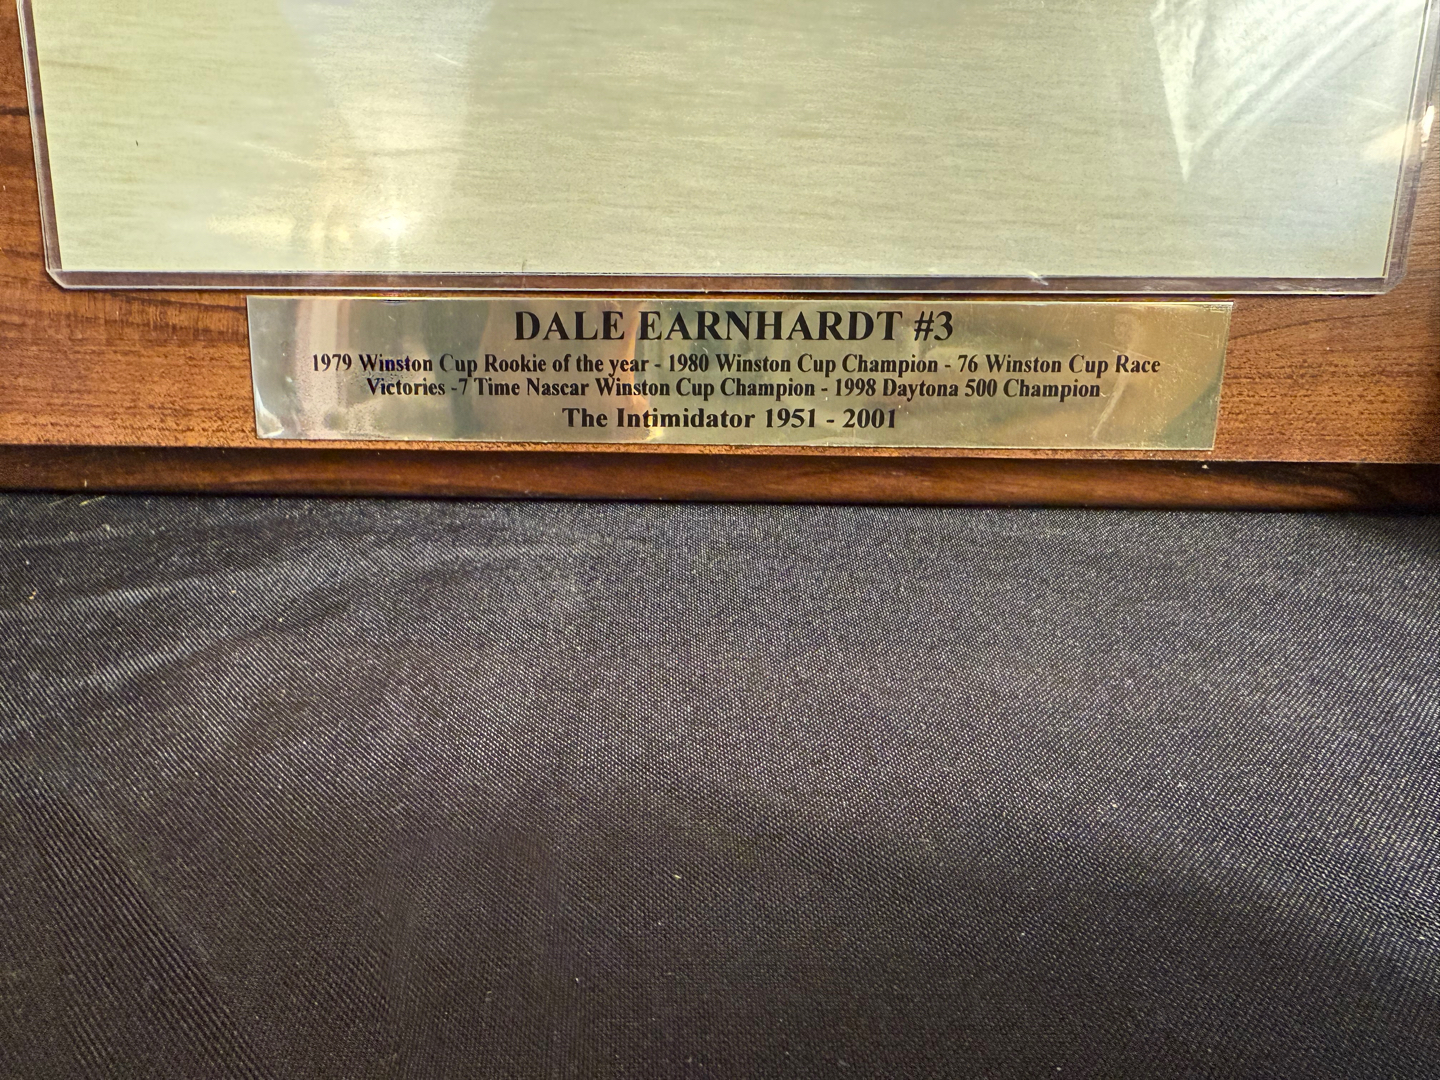 DALE EARNHARDT #3
1979 Winston Cup Rookie of the year - 1980 Winston Cup Champion - 76 Winston Cup Race
Victories -7 Time Nascar Winston Cup Champion - 1998 Daytona 500 Champion
The Intimidator 1951 - 2001